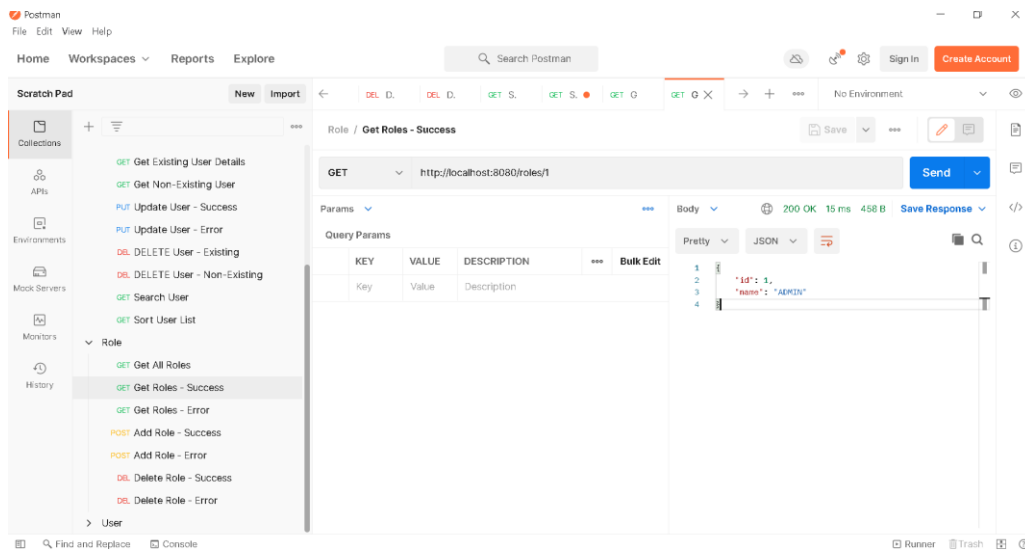 Postman
File Edit View Help
Home Workspaces Reports Explore
Search Postman
Sign In
Create Account
Scratch Pad
New Import
DEL D.
DEL D.
GET S.
GET S.
GET G
GET G
No Environment
Collections
APIs
Environments
Mock Servers
Monitors
History
GET Get Existing User Details
GET Get Non-Existing User
PUT Update User - Success
PUT Update User - Error
DEL DELETE User - Existing
DEL DELETE User - Non-Existing
GET Search User
GET Sort User List
Role
GET Get All Roles
GET Get Roles - Success
GET Get Roles - Error
POST Add Role - Success
POST Add Role - Error
DEL Delete Role - Success
DEL Delete Role - Error
User
Role / Get Roles - Success
Save
GET http://localhost:8080/roles/1
Send
Params
Query Params
KEY VALUE DESCRIPTION Bulk Edit
Key Value Description
Body 200 OK 15 ms 458 B Save Response
Pretty JSON
1 {
2 "id": 1,
3 "name": "ADMIN"
4 }
Find and Replace Console
Runner Trash